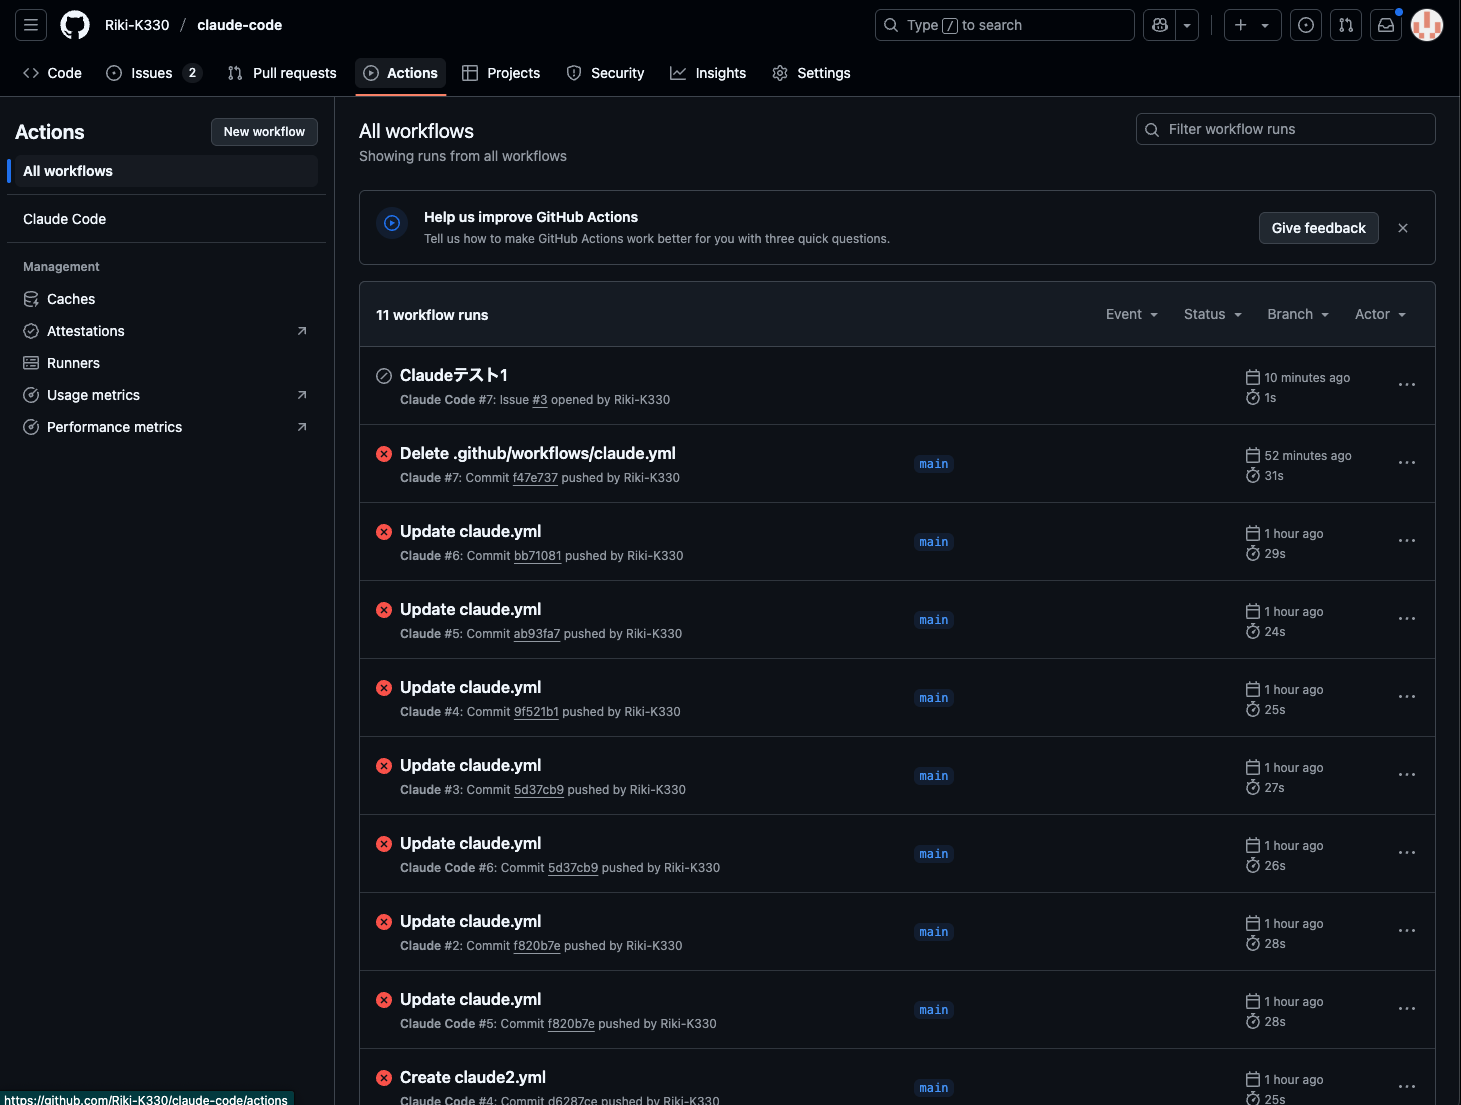 Riki-K330 / claude-code
Type / to search
Code
Issues 2
Pull requests
Actions
Projects
Security
Insights
Settings
Actions
New workflow
All workflows
Claude Code
Management
Caches
Attestations
Runners
Usage metrics
Performance metrics
All workflows
Showing runs from all workflows
Filter workflow runs
Help us improve GitHub Actions
Tell us how to make GitHub Actions work better for you with three quick questions.
Give feedback
11 workflow runs
Event
Status
Branch
Actor
Claudeテスト1
Claude Code #7: Issue #3 opened by Riki-K330
10 minutes ago
1s
Delete .github/workflows/claude.yml
Claude #7: Commit f47e737 pushed by Riki-K330
main
52 minutes ago
31s
Update claude.yml
Claude #6: Commit bb71081 pushed by Riki-K330
main
1 hour ago
29s
Update claude.yml
Claude #5: Commit ab93fa7 pushed by Riki-K330
main
1 hour ago
24s
Update claude.yml
Claude #4: Commit 9f521b1 pushed by Riki-K330
main
1 hour ago
25s
Update claude.yml
Claude #3: Commit 5d37cb9 pushed by Riki-K330
main
1 hour ago
27s
Update claude.yml
Claude Code #6: Commit 5d37cb9 pushed by Riki-K330
main
1 hour ago
26s
Update claude.yml
Claude #2: Commit f820b7e pushed by Riki-K330
main
1 hour ago
28s
Update claude.yml
Claude Code #5: Commit f820b7e pushed by Riki-K330
main
1 hour ago
28s
Create claude2.yml
Claude Code #4: Commit d6287ce pushed by Riki-K330
main
1 hour ago
25s
https://github.com/Riki-K330/claude-code/actions